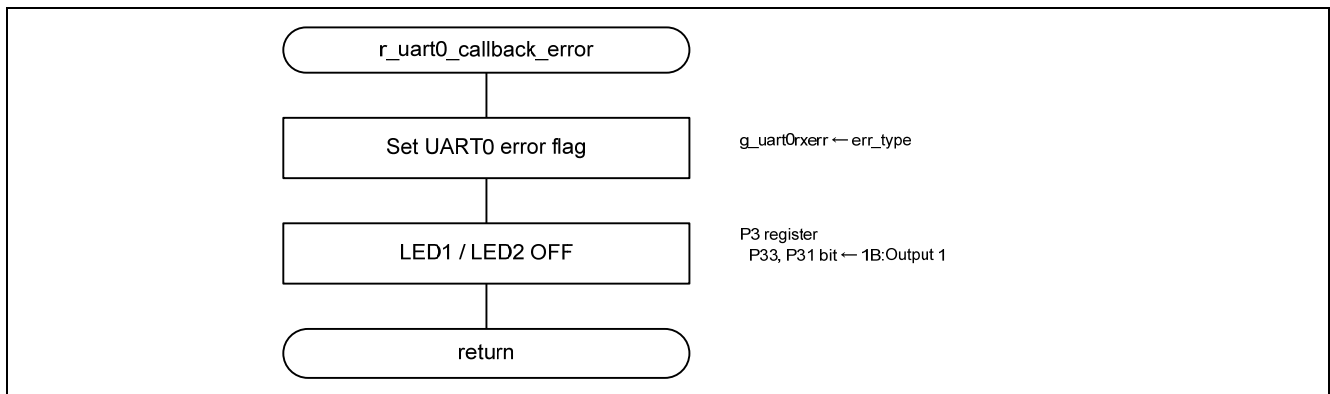 r_uart0_callback_error
Set UART0 error flag
g_uart0rxerr ← err_type
LED1 / LED2 OFF
P3 register
P33, P31 bit ← 1B:Output 1
return